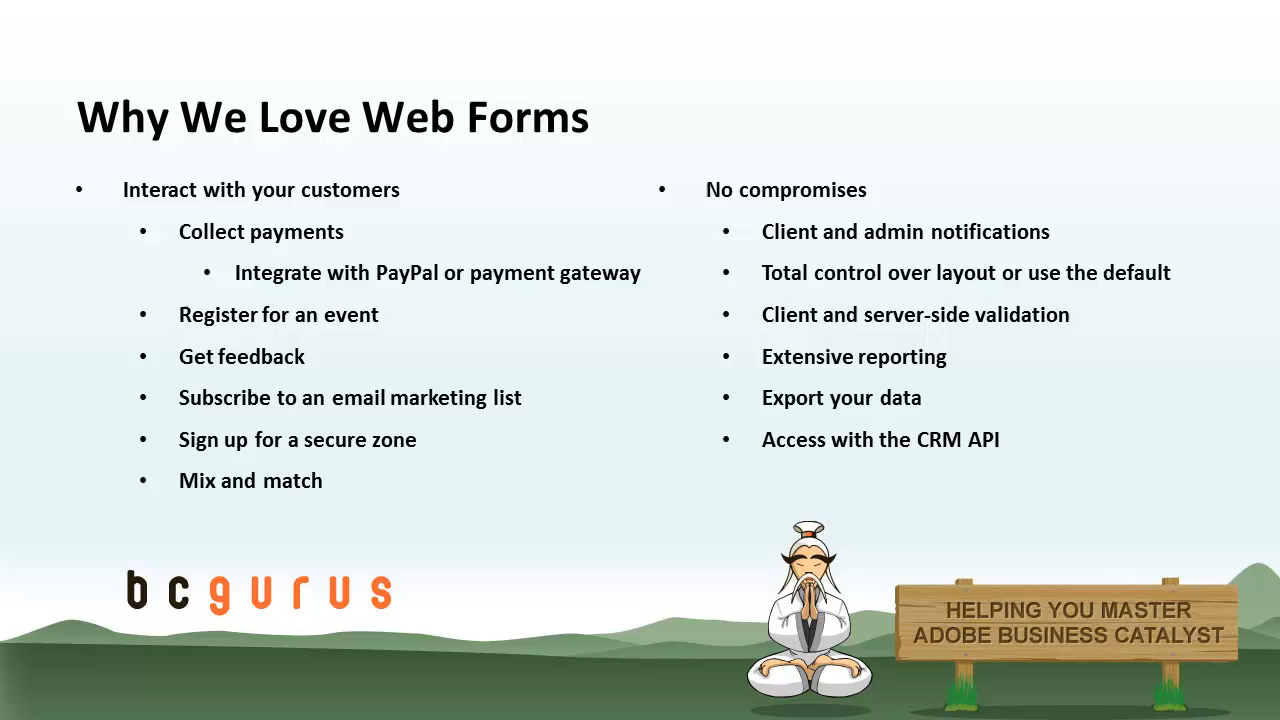 Why We Love Web Forms
• Interact with your customers
• Collect payments
• Integrate with PayPal or payment gateway
• Register for an event
• Get feedback
• Subscribe to an email marketing list
• Sign up for a secure zone
• Mix and match
• No compromises
• Client and admin notifications
• Total control over layout or use the default
• Client and server-side validation
• Extensive reporting
• Export your data
• Access with the CRM API
bcgurus
HELPING YOU MASTER
ADOBE BUSINESS CATALYST